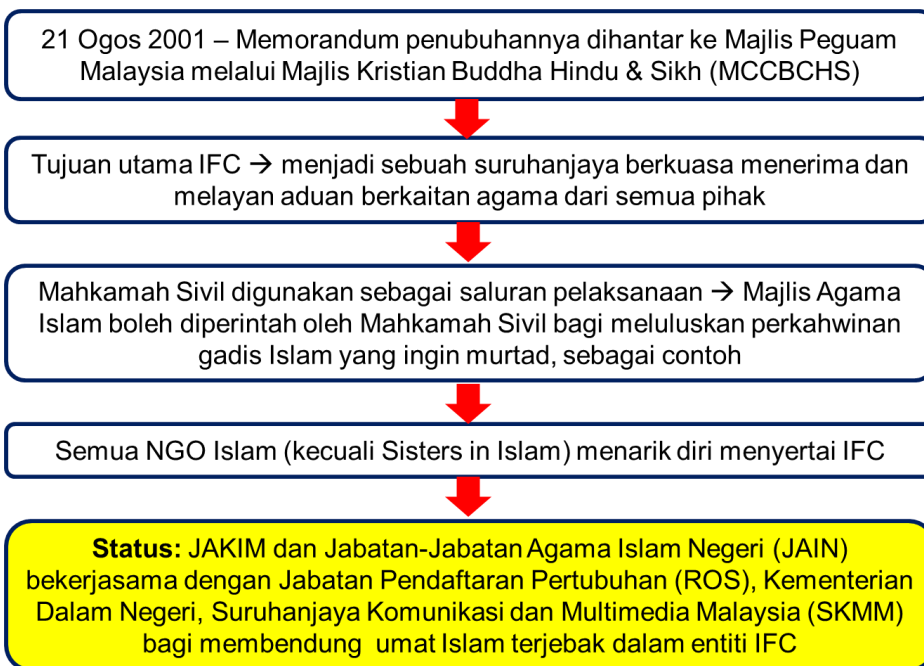 21 Ogos 2001 – Memorandum penubuhannya dihantar ke Majlis Peguam
Malaysia melalui Majlis Kristian Buddha Hindu & Sikh (MCCBCHS)
Tujuan utama IFC → menjadi sebuah suruhanjaya berkuasa menerima dan
melayan aduan berkaitan agama dari semua pihak
Mahkamah Sivil digunakan sebagai saluran pelaksanaan → Majlis Agama
Islam boleh diperintah oleh Mahkamah Sivil bagi meluluskan perkahwinan
gadis Islam yang ingin murtad, sebagai contoh
Semua NGO Islam (kecuali Sisters in Islam) menarik diri menyertai IFC
Status: JAKIM dan Jabatan-Jabatan Agama Islam Negeri (JAIN)
bekerjasama dengan Jabatan Pendaftaran Pertubuhan (ROS), Kementerian
Dalam Negeri, Suruhanjaya Komunikasi dan Multimedia Malaysia (SKMM)
bagi membendung umat Islam terjebak dalam entiti IFC